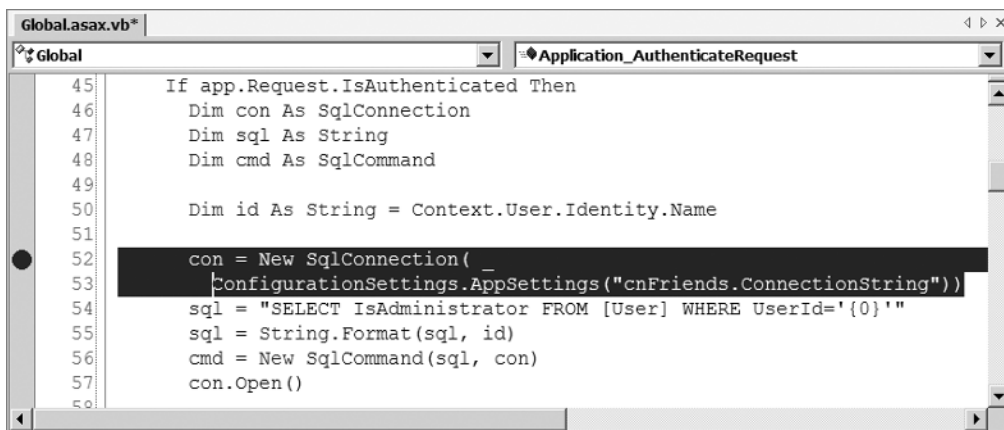 Global.asax.vb*
Global
Application_AuthenticateRequest
45 If app.Request.IsAuthenticated Then
46 Dim con As SqlConnection
47 Dim sql As String
48 Dim cmd As SqlCommand
49
50 Dim id As String = Context.User.Identity.Name
51
52 con = New SqlConnection( _
53 ConfigurationSettings.AppSettings("cnFriends.ConnectionString"))
54 sql = "SELECT IsAdministrator FROM [User] WHERE UserId='{0}'"
55 sql = String.Format(sql, id)
56 cmd = New SqlCommand(sql, con)
57 con.Open()